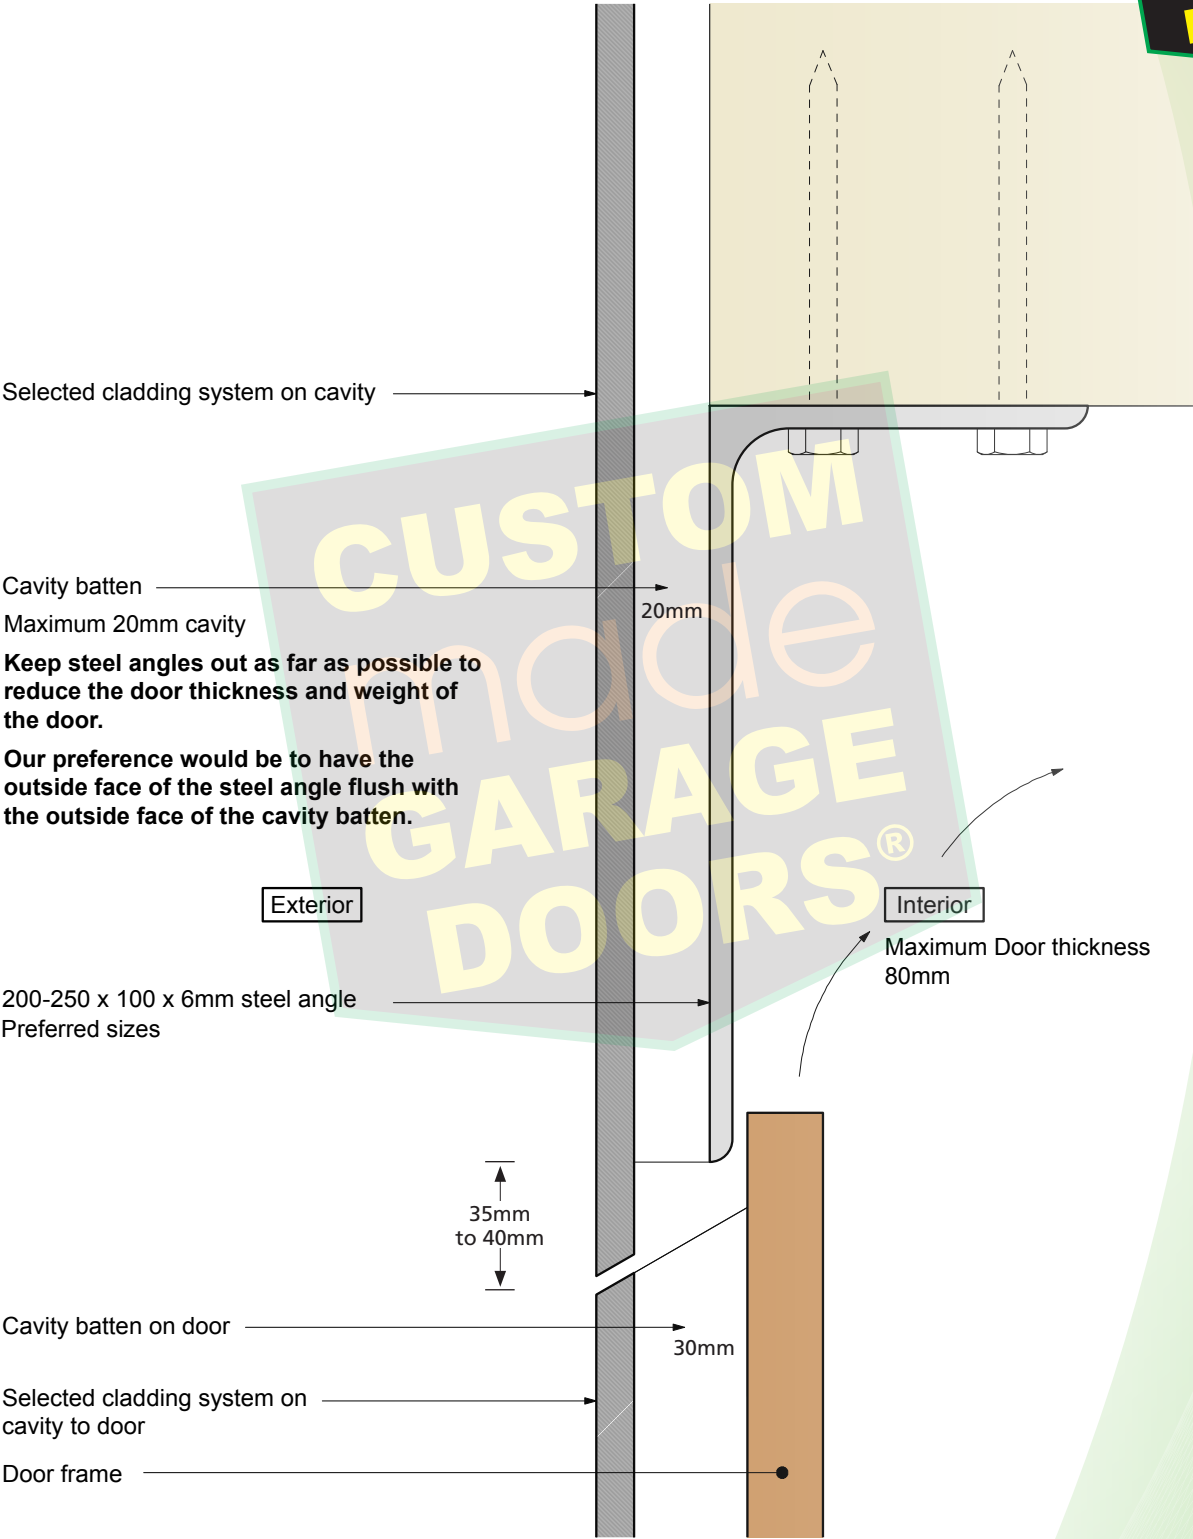 Selected cladding system on cavity
CUSTOM
made
GARAGE
DOORS®
Cavity batten
20mm
Maximum 20mm cavity
Keep steel angles out as far as possible to
reduce the door thickness and weight of
the door.
Our preference would be to have the
outside face of the steel angle flush with
the outside face of the cavity batten.
Exterior
Interior
Maximum Door thickness
80mm
200-250 x 100 x 6mm steel angle
Preferred sizes
35mm
to 40mm
Cavity batten on door
30mm
Selected cladding system on
cavity to door
Door frame